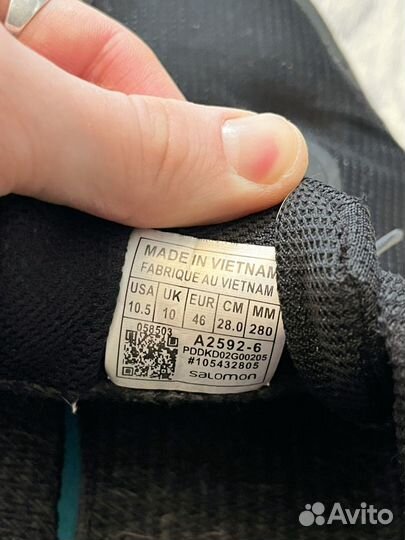 MADE IN VIETNAM
FABRIQUE AU VIETNAM
USA UK EUR CM MM
10.5 10 46 28.0 280
058503
A2592-6
PDDKD02G00205
#105432805
salomon
Avito